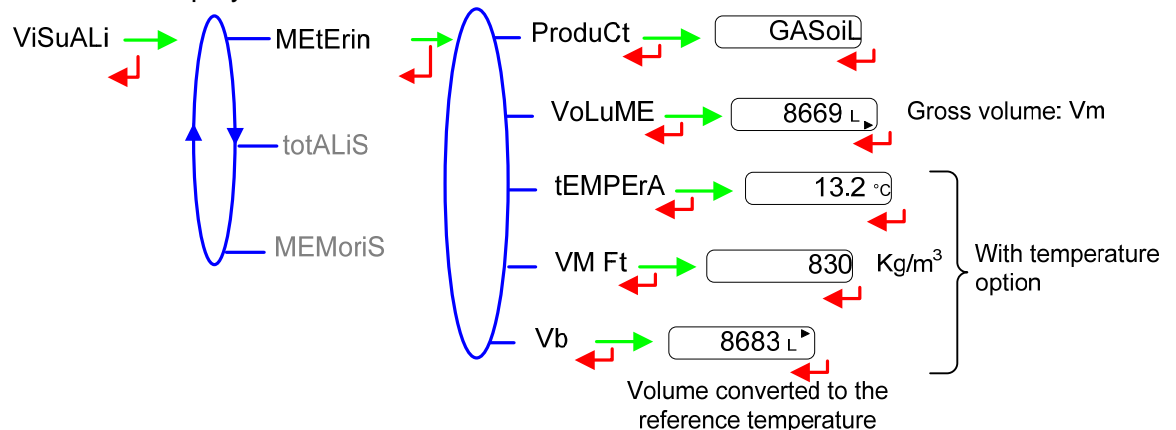 ViSuALi
MEtErin
totALiS
MEMoriS
ProduCt
GASoiL
VoLuME
8669 L
Gross volume: Vm
tEMPErA
13.2 °C
VM Ft
830
Kg/m³
Vb
8683 L
With temperature
option
Volume converted to the
reference temperature